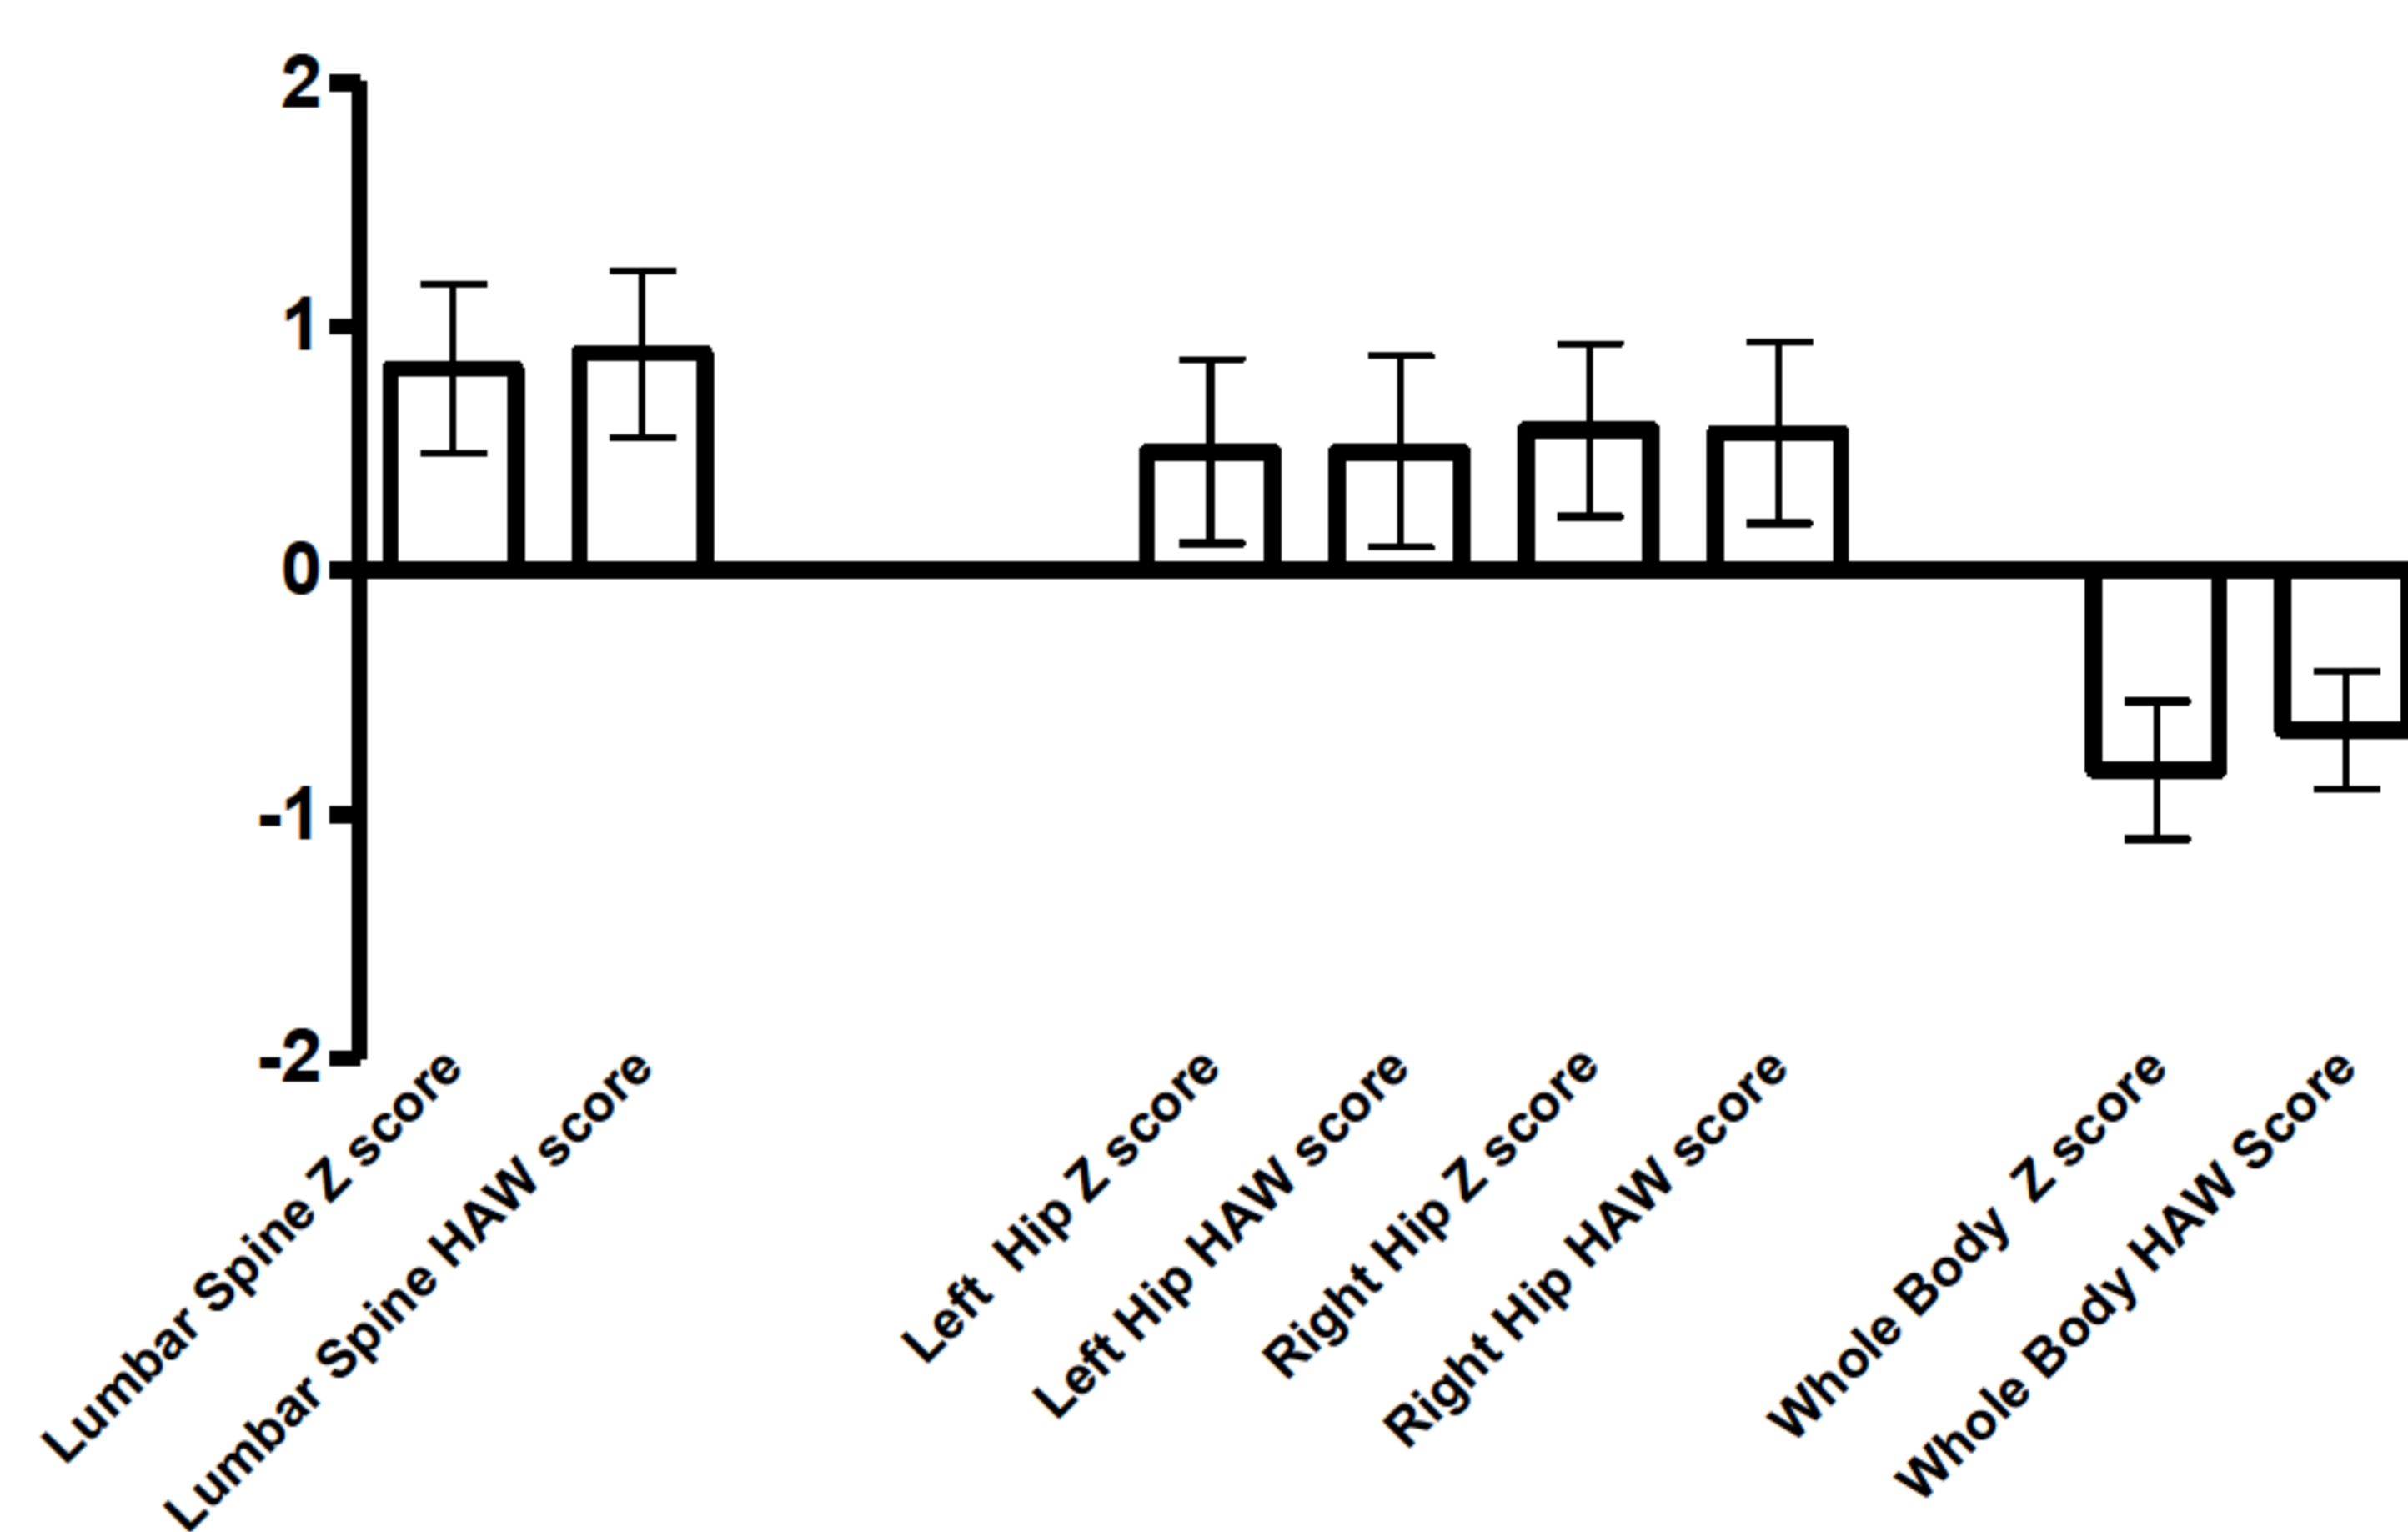 2
1
0
-1
-2
Lumbar Spine Z score
Lumbar Spine HAW score
Left  Hip Z score
Left Hip HAW score
Right Hip Z score
Right Hip HAW score
Whole Body  Z score
Whole Body HAW Score